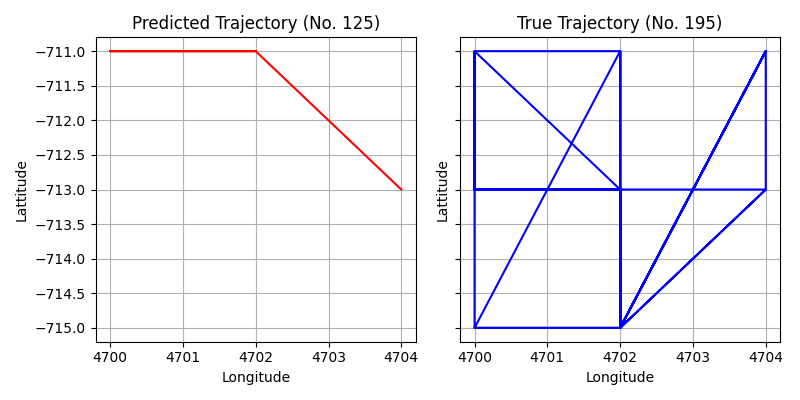 Predicted Trajectory (No. 125)
True Trajectory (No. 195)
−711.0
−711.5
−712.0
−712.5
−713.0
−713.5
−714.0
−714.5
−715.0
Lattitude
Lattitude
4700 4701 4702 4703 4704
4700 4701 4702 4703 4704
Longitude
Longitude